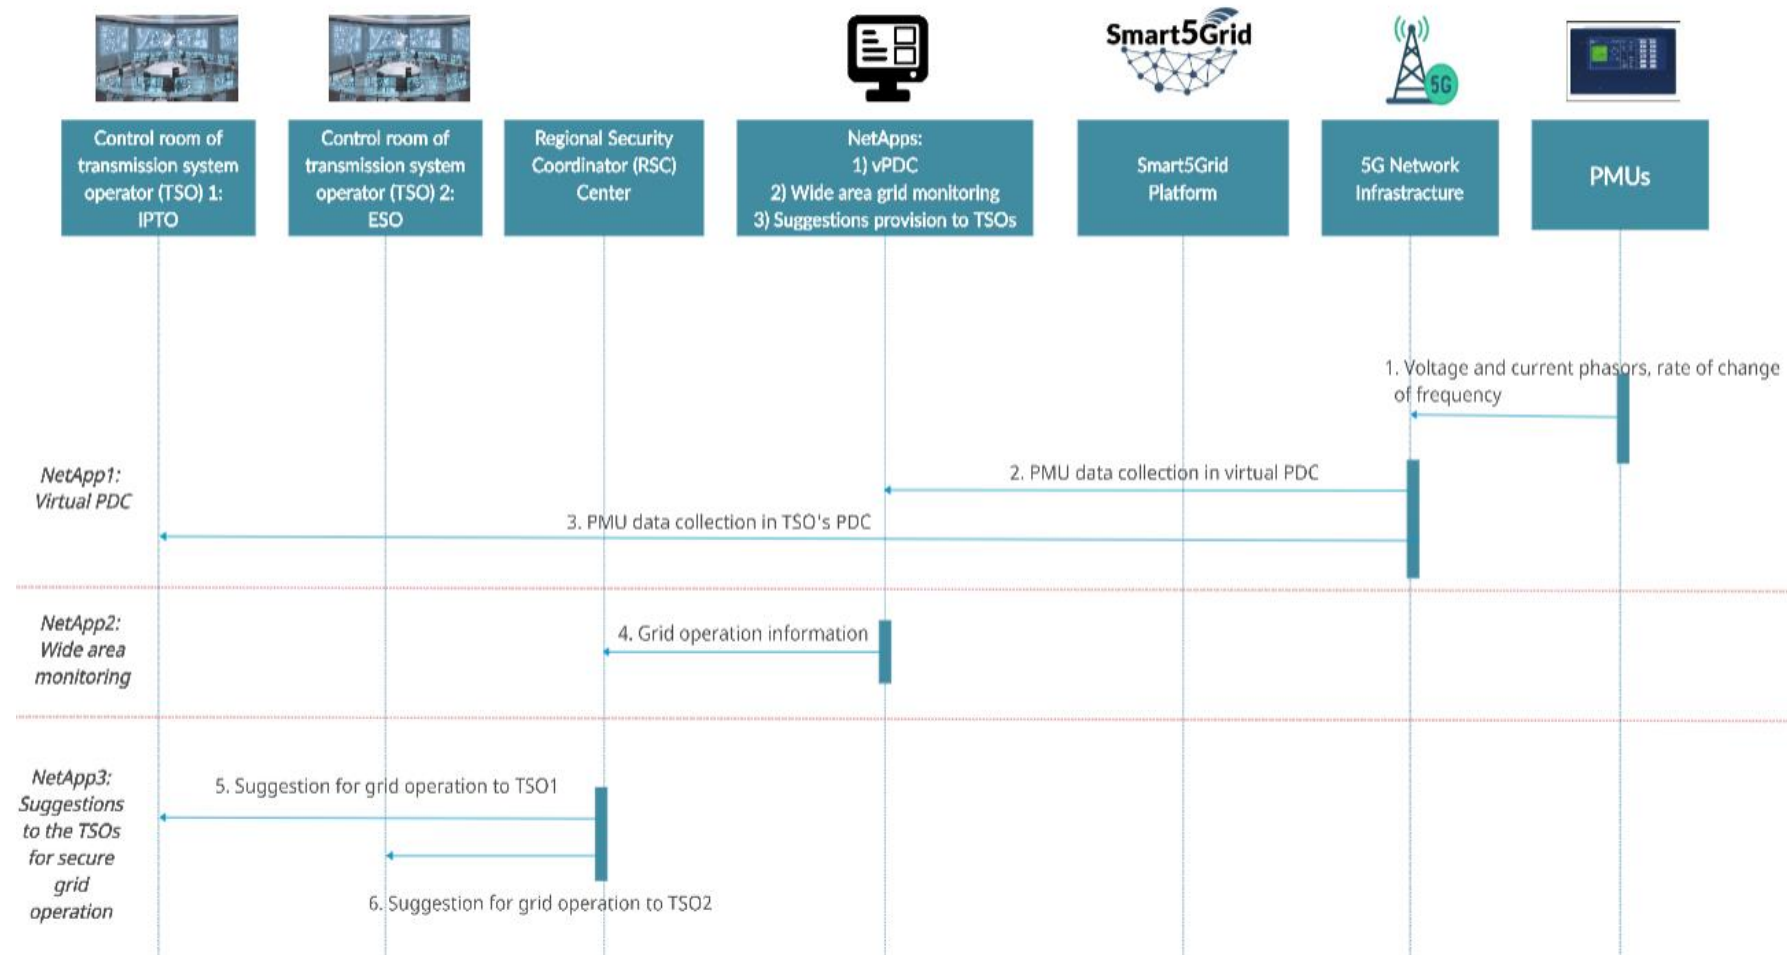 Smart5Grid
5G
Control room of
transmission system
operator (TSO) 1:
IPTO
Control room of
transmission system
operator (TSO) 2:
ESO
Regional Security
Coordinator (RSC)
Center
NetApps:
1) vPDC
2) Wide area grid monitoring
3) Suggestions provision to TSOs
Smart5Grid
Platform
5G Network
Infrastracture
PMUs
1. Voltage and current phasors, rate of change
of frequency
NetApp1:
Virtual PDC
2. PMU data collection in virtual PDC
3. PMU data collection in TSO's PDC
NetApp2:
Wide area
monitoring
4. Grid operation information
NetApp3:
Suggestions
to the TSOs
for secure
grid
operation
5. Suggestion for grid operation to TSO1
6. Suggestion for grid operation to TSO2